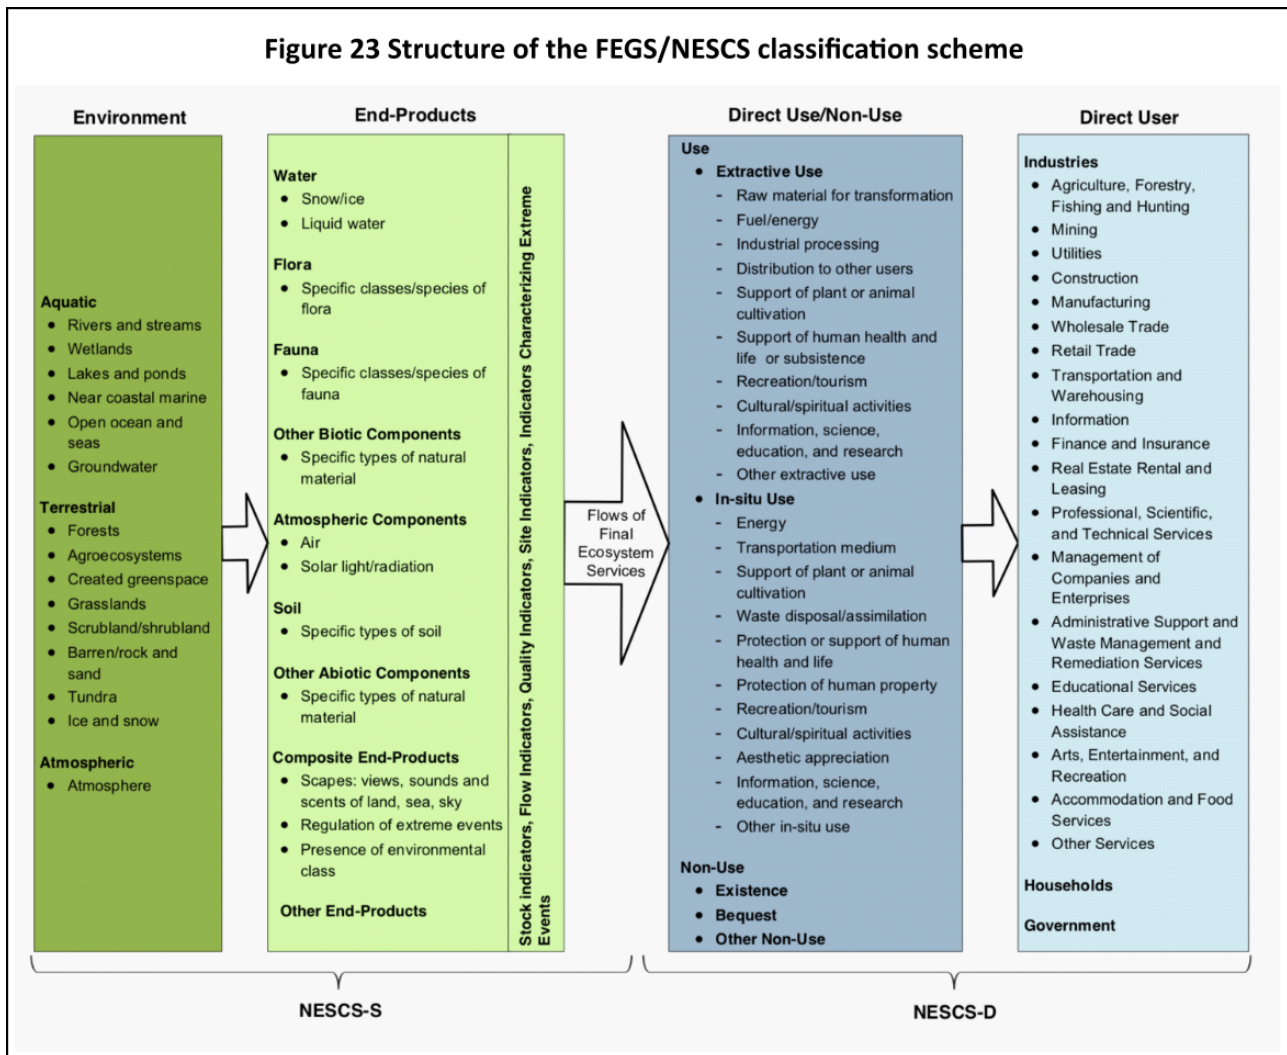 Figure 23 Structure of the FEGS/NESCS classification scheme
Environment
Aquatic
• Rivers and streams
• Wetlands
• Lakes and ponds
• Near coastal marine
• Open ocean and
seas
• Groundwater
Terrestrial
• Forests
• Agroecosystems
• Created greenspace
• Grasslands
• Scrubland/shrubland
• Barren/rock and
sand
• Tundra
• Ice and snow
Atmospheric
• Atmosphere
End-Products
Water
• Snow/ice
• Liquid water
Flora
• Specific classes/species of
flora
Fauna
• Specific classes/species of
fauna
Other Biotic Components
• Specific types of natural
material
Atmospheric Components
• Air
• Solar light/radiation
Soil
• Specific types of soil
Other Abiotic Components
• Specific types of natural
material
Composite End-Products
• Scapes: views, sounds and
scents of land, sea, sky
• Regulation of extreme events
• Presence of environmental
class
Other End-Products
Stock indicators, Flow Indicators, Quality Indicators, Site Indicators, Indicators Characterizing Extreme
Events
Flows of
Final
Ecosystem
Services
Direct Use/Non-Use
Use
• Extractive Use
- Raw material for transformation
- Fuel/energy
- Industrial processing
- Distribution to other users
- Support of plant or animal
cultivation
- Support of human health and
life or subsistence
- Recreation/tourism
- Cultural/spiritual activities
- Information, science,
education, and research
- Other extractive use
• In-situ Use
- Energy
- Transportation medium
- Support of plant or animal
cultivation
- Waste disposal/assimilation
- Protection or support of human
health and life
- Protection of human property
- Recreation/tourism
- Cultural/spiritual activities
- Aesthetic appreciation
- Information, science,
education, and research
- Other in-situ use
Non-Use
• Existence
• Bequest
• Other Non-Use
Direct User
Industries
• Agriculture, Forestry,
Fishing and Hunting
• Mining
• Utilities
• Construction
• Manufacturing
• Wholesale Trade
• Retail Trade
• Transportation and
Warehousing
• Information
• Finance and Insurance
• Real Estate Rental and
Leasing
• Professional, Scientific,
and Technical Services
• Management of
Companies and
Enterprises
• Administrative Support and
Waste Management and
Remediation Services
• Educational Services
• Health Care and Social
Assistance
• Arts, Entertainment, and
Recreation
• Accommodation and Food
Services
• Other Services
Households
Government
NESCS-S
NESCS-D